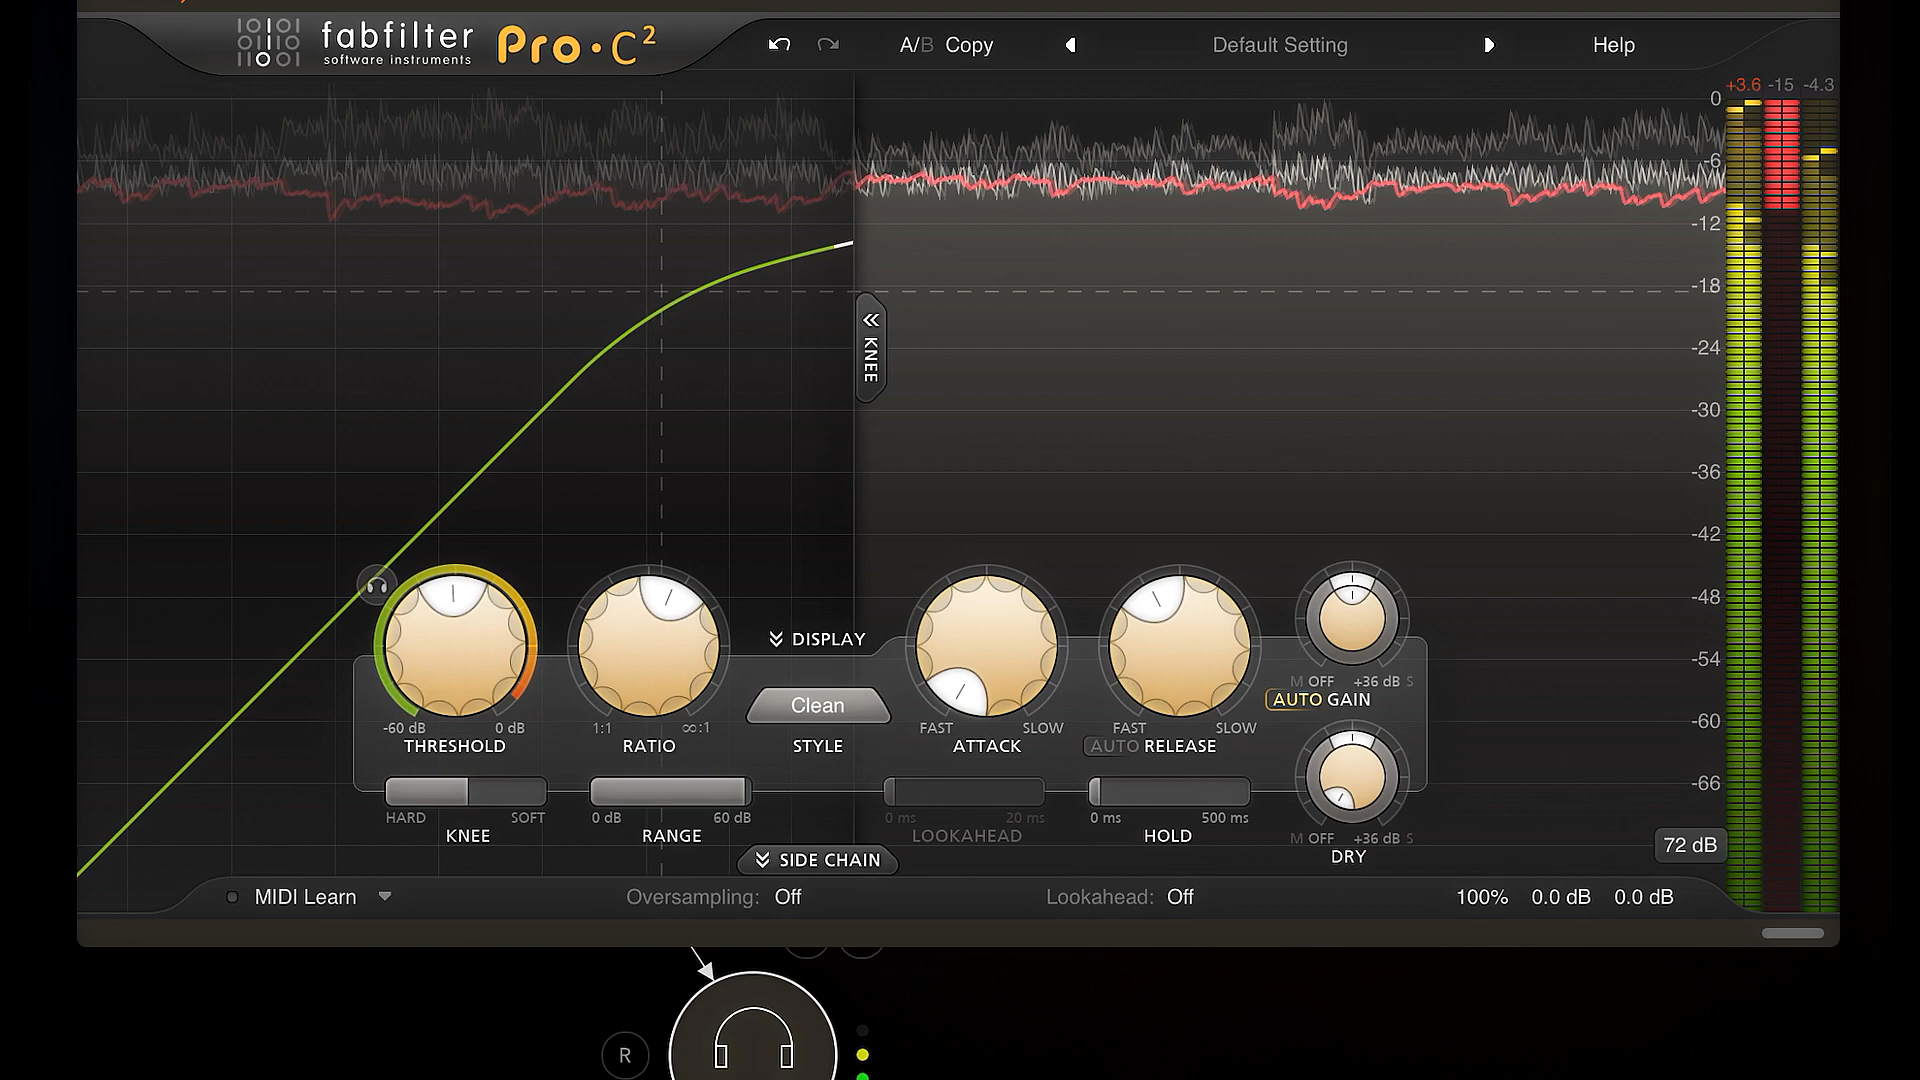 fabfilter Pro·C²
software instruments
A/B Copy Default Setting Help
+3.6 -15 -4.3
0
-6
-12
-18
KNEE
-24
-30
-36
-42
-48
-54
-60
-66
72 dB
DISPLAY
Clean
STYLE
-60 dB 0 dB
THRESHOLD
1:1 ∞:1
RATIO
FAST SLOW
ATTACK
FAST SLOW
AUTO RELEASE
M OFF +36 dB S
AUTO GAIN
HARD SOFT
KNEE
0 dB 60 dB
RANGE
0 ms 20 ms
LOOKAHEAD
0 ms 500 ms
HOLD
M OFF +36 dB S
DRY
SIDE CHAIN
MIDI Learn Oversampling: Off Lookahead: Off 100% 0.0 dB 0.0 dB
R